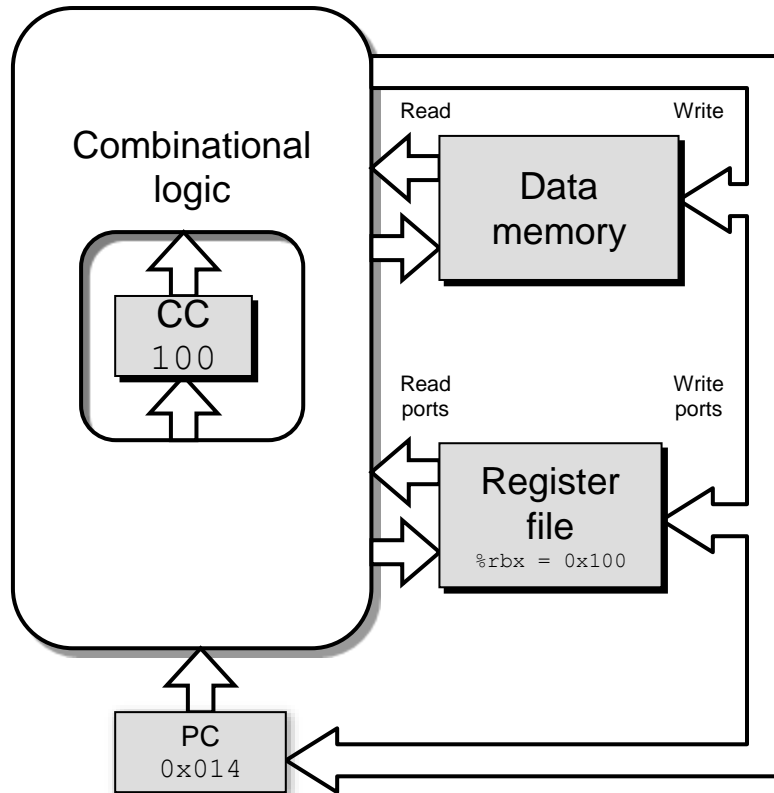 Combinational
logic
CC
100
Read
Write
Data
memory
Read
ports
Write
ports
Register
file
%rbx = 0x100
PC
0x014